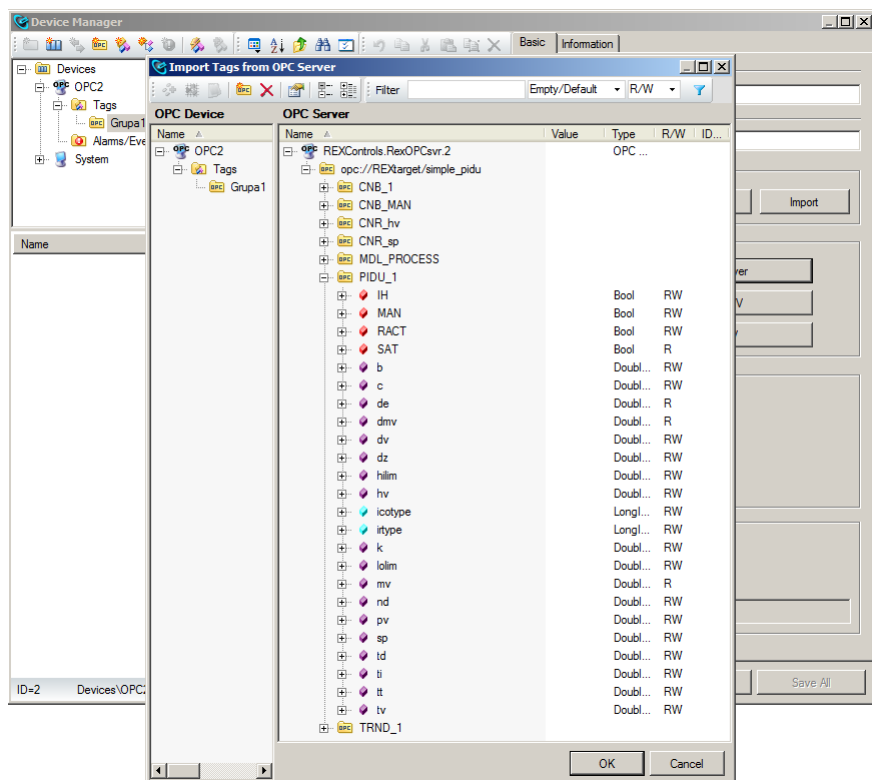 Device Manager
Basic Information
Devices
OPC2
Tags
Grupa1
Alarms/Eve
System
Name
ID=2 Devices\OPC2
Import
ver
V
Save All
Import Tags from OPC Server
Filter Empty/Default R/W
OPC Device OPC Server
Name Name Value Type R/W ID...
OPC2 REXControls.RexOPCsvr.2 OPC ...
Tags opc://REXtarget/simple_pidu
Grupa1 CNB_1
CNB_MAN
CNR_hv
CNR_sp
MDL_PROCESS
PIDU_1
IH Bool RW
MAN Bool RW
RACT Bool RW
SAT Bool R
b Doubl... RW
c Doubl... RW
de Doubl... R
dmv Doubl... R
dv Doubl... RW
dz Doubl... RW
hilim Doubl... RW
hv Doubl... RW
icotype LongI... RW
irtype LongI... RW
k Doubl... RW
lolim Doubl... RW
mv Doubl... R
nd Doubl... RW
pv Doubl... RW
sp Doubl... RW
td Doubl... RW
ti Doubl... RW
tt Doubl... RW
tv Doubl... RW
TRND_1
OK Cancel